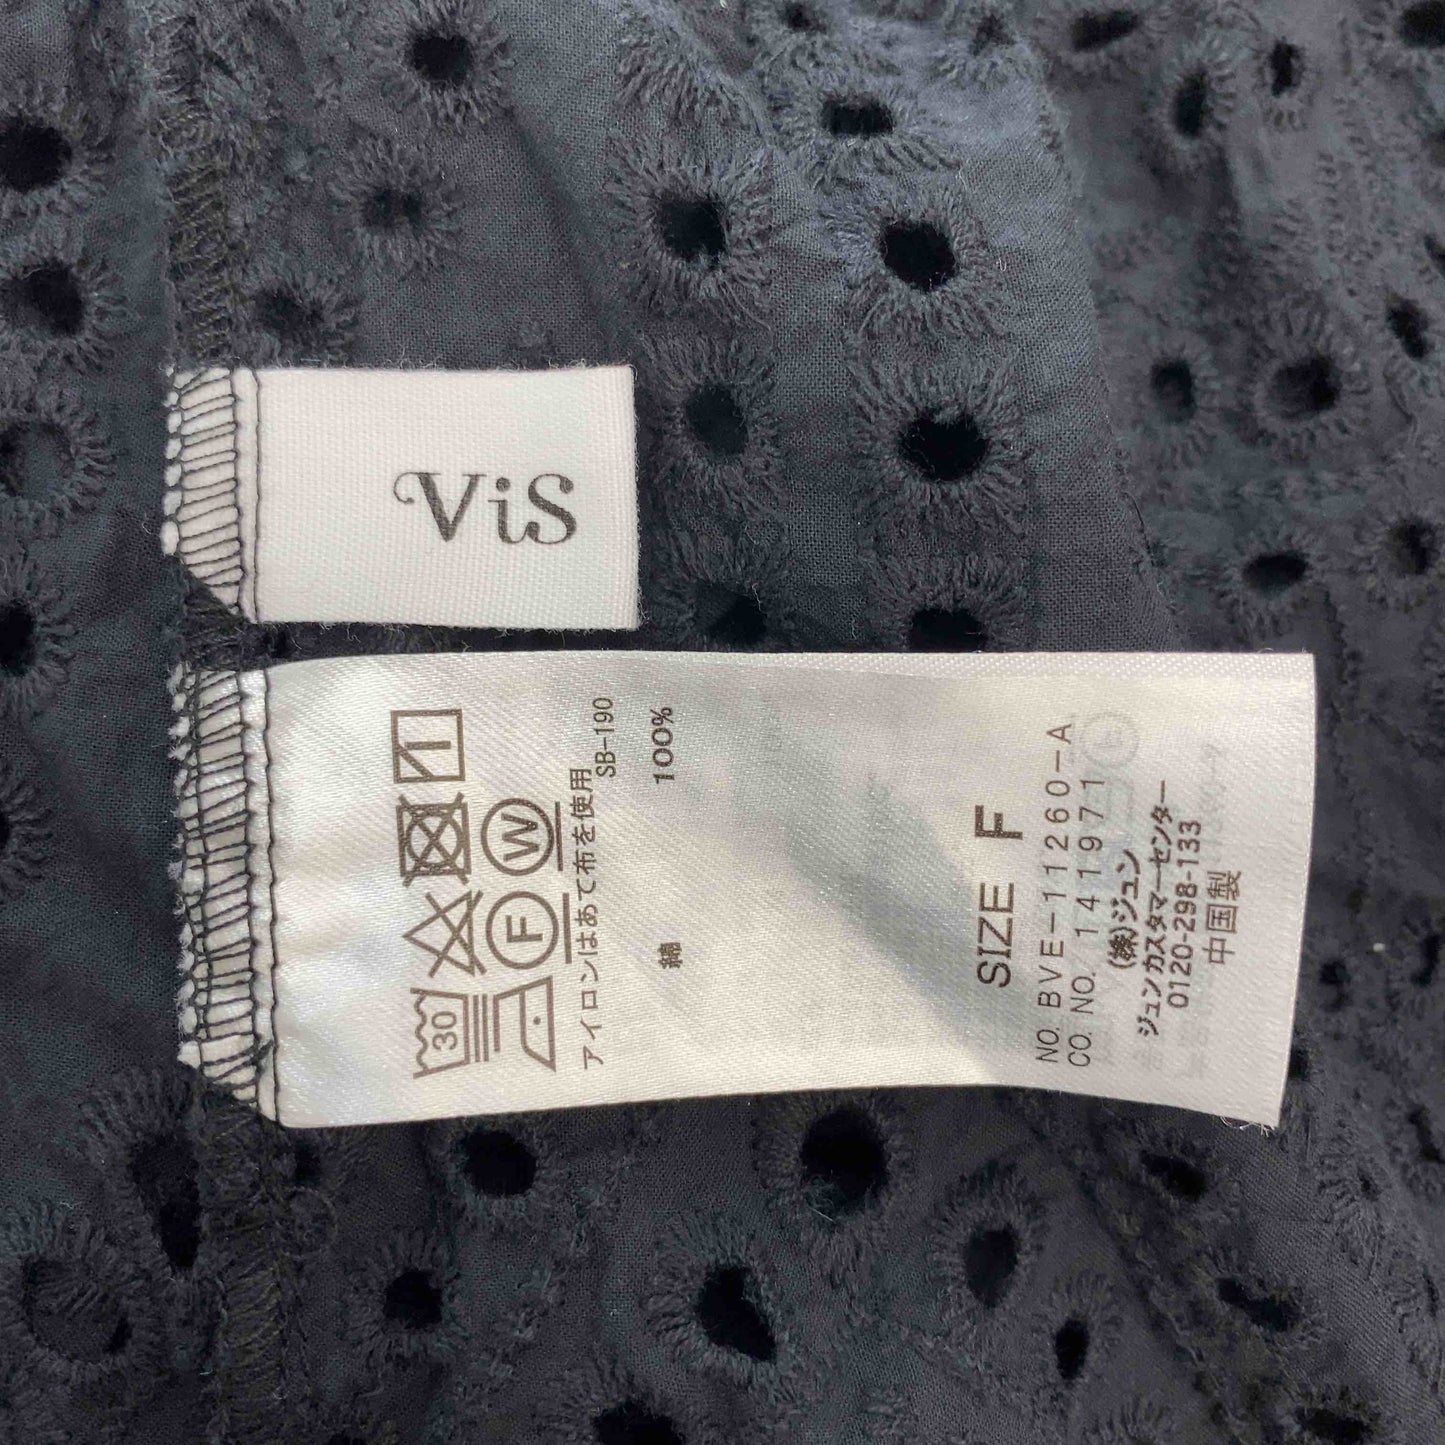 ViS
30
F
W
アイロンはあて布を使用
SB-190
綿 100%
SIZE F
NO. BVE-11260-A
CO. NO. 1411971
(株)ジュン
ジュンカスタマーセンター
0120-298-133
中国製